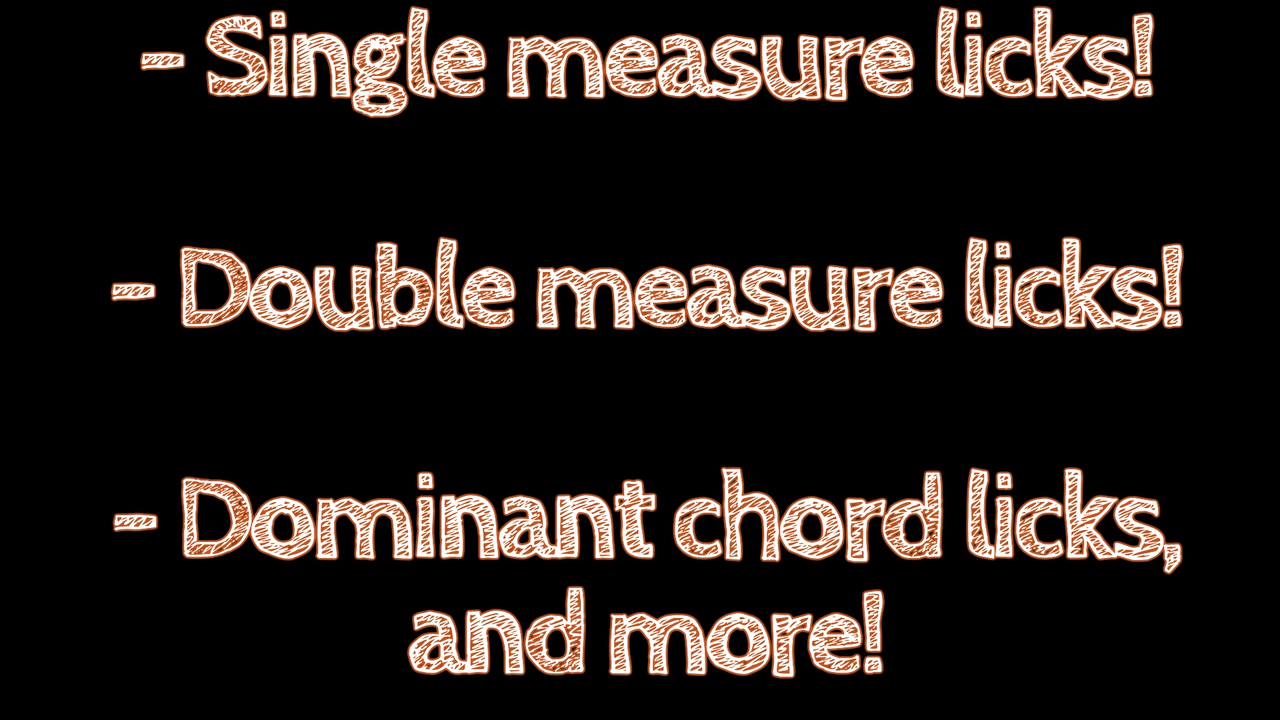 - Single measure licks!
- Double measure licks!
- Dominant chord licks,
and more!